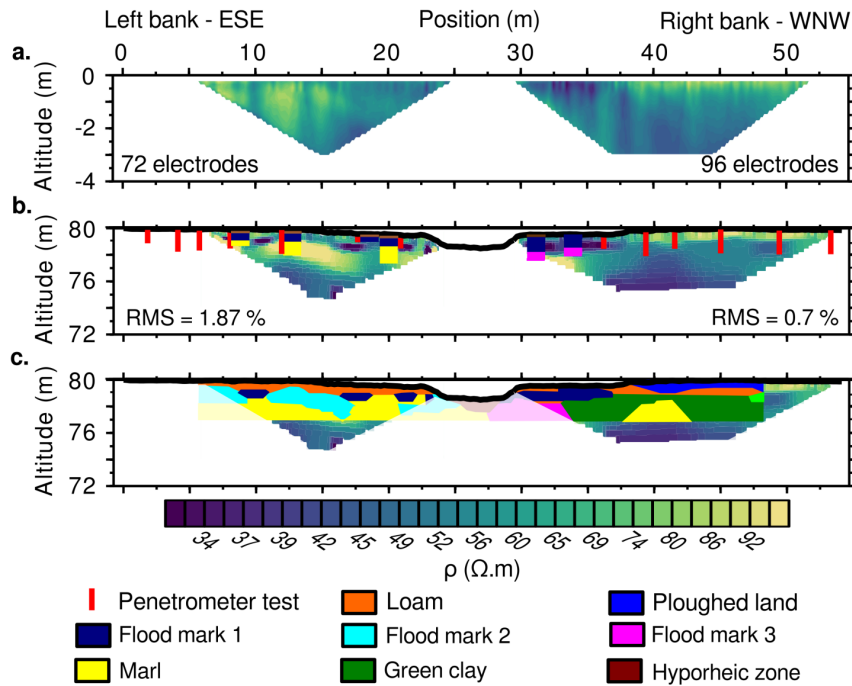 Left bank - ESE Position (m) Right bank - WNW
0 10 20 30 40 50
a.
Altitude (m)
0
-2
-4
72 electrodes 96 electrodes
b.
Altitude (m)
80
76
72
RMS = 1.87 % RMS = 0.7 %
c.
Altitude (m)
80
76
72
34 37 39 42 45 49 52 56 60 65 69 74 80 86 92
ρ (Ω.m)
Penetrometer test Loam Ploughed land
Flood mark 1 Flood mark 2 Flood mark 3
Marl Green clay Hyporheic zone